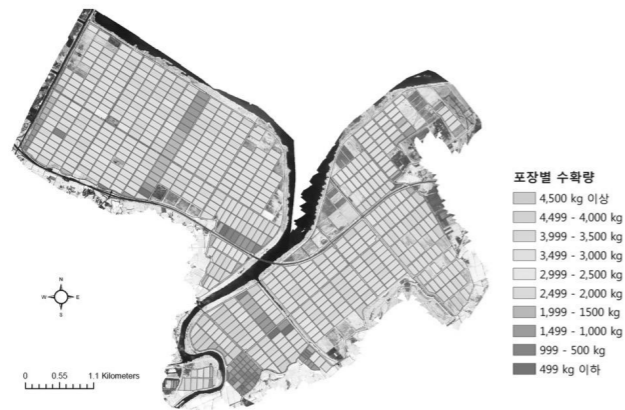 포장별 수확량
4,500 kg 이상
4,499 - 4,000 kg
3,999 - 3,500 kg
3,499 - 3,000 kg
2,999 - 2,500 kg
2,499 - 2,000 kg
1,999 - 1500 kg
1,499 - 1,000 kg
999 - 500 kg
499 kg 이하
N
W E
S
0 0.55 1.1 Kilometers